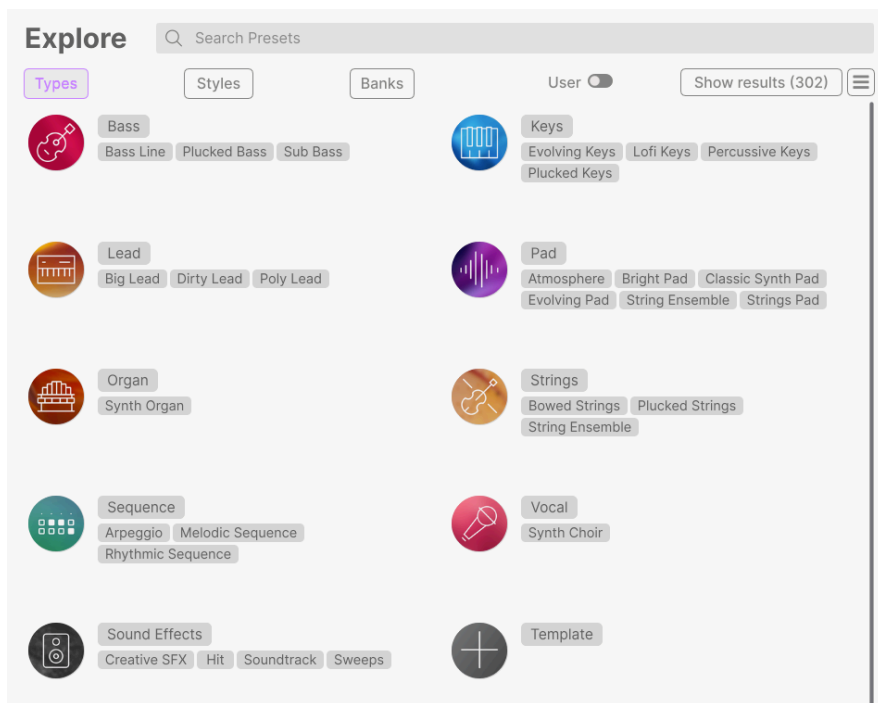 Explore
Search Presets
Types Styles Banks User Show results (302)
Bass
Bass Line Plucked Bass Sub Bass
Keys
Evolving Keys Lofi Keys Percussive Keys
Plucked Keys
Lead
Big Lead Dirty Lead Poly Lead
Pad
Atmosphere Bright Pad Classic Synth Pad
Evolving Pad String Ensemble Strings Pad
Organ
Synth Organ
Strings
Bowed Strings Plucked Strings
String Ensemble
Sequence
Arpeggio Melodic Sequence
Rhythmic Sequence
Vocal
Synth Choir
Sound Effects
Creative SFX Hit Soundtrack Sweeps
Template